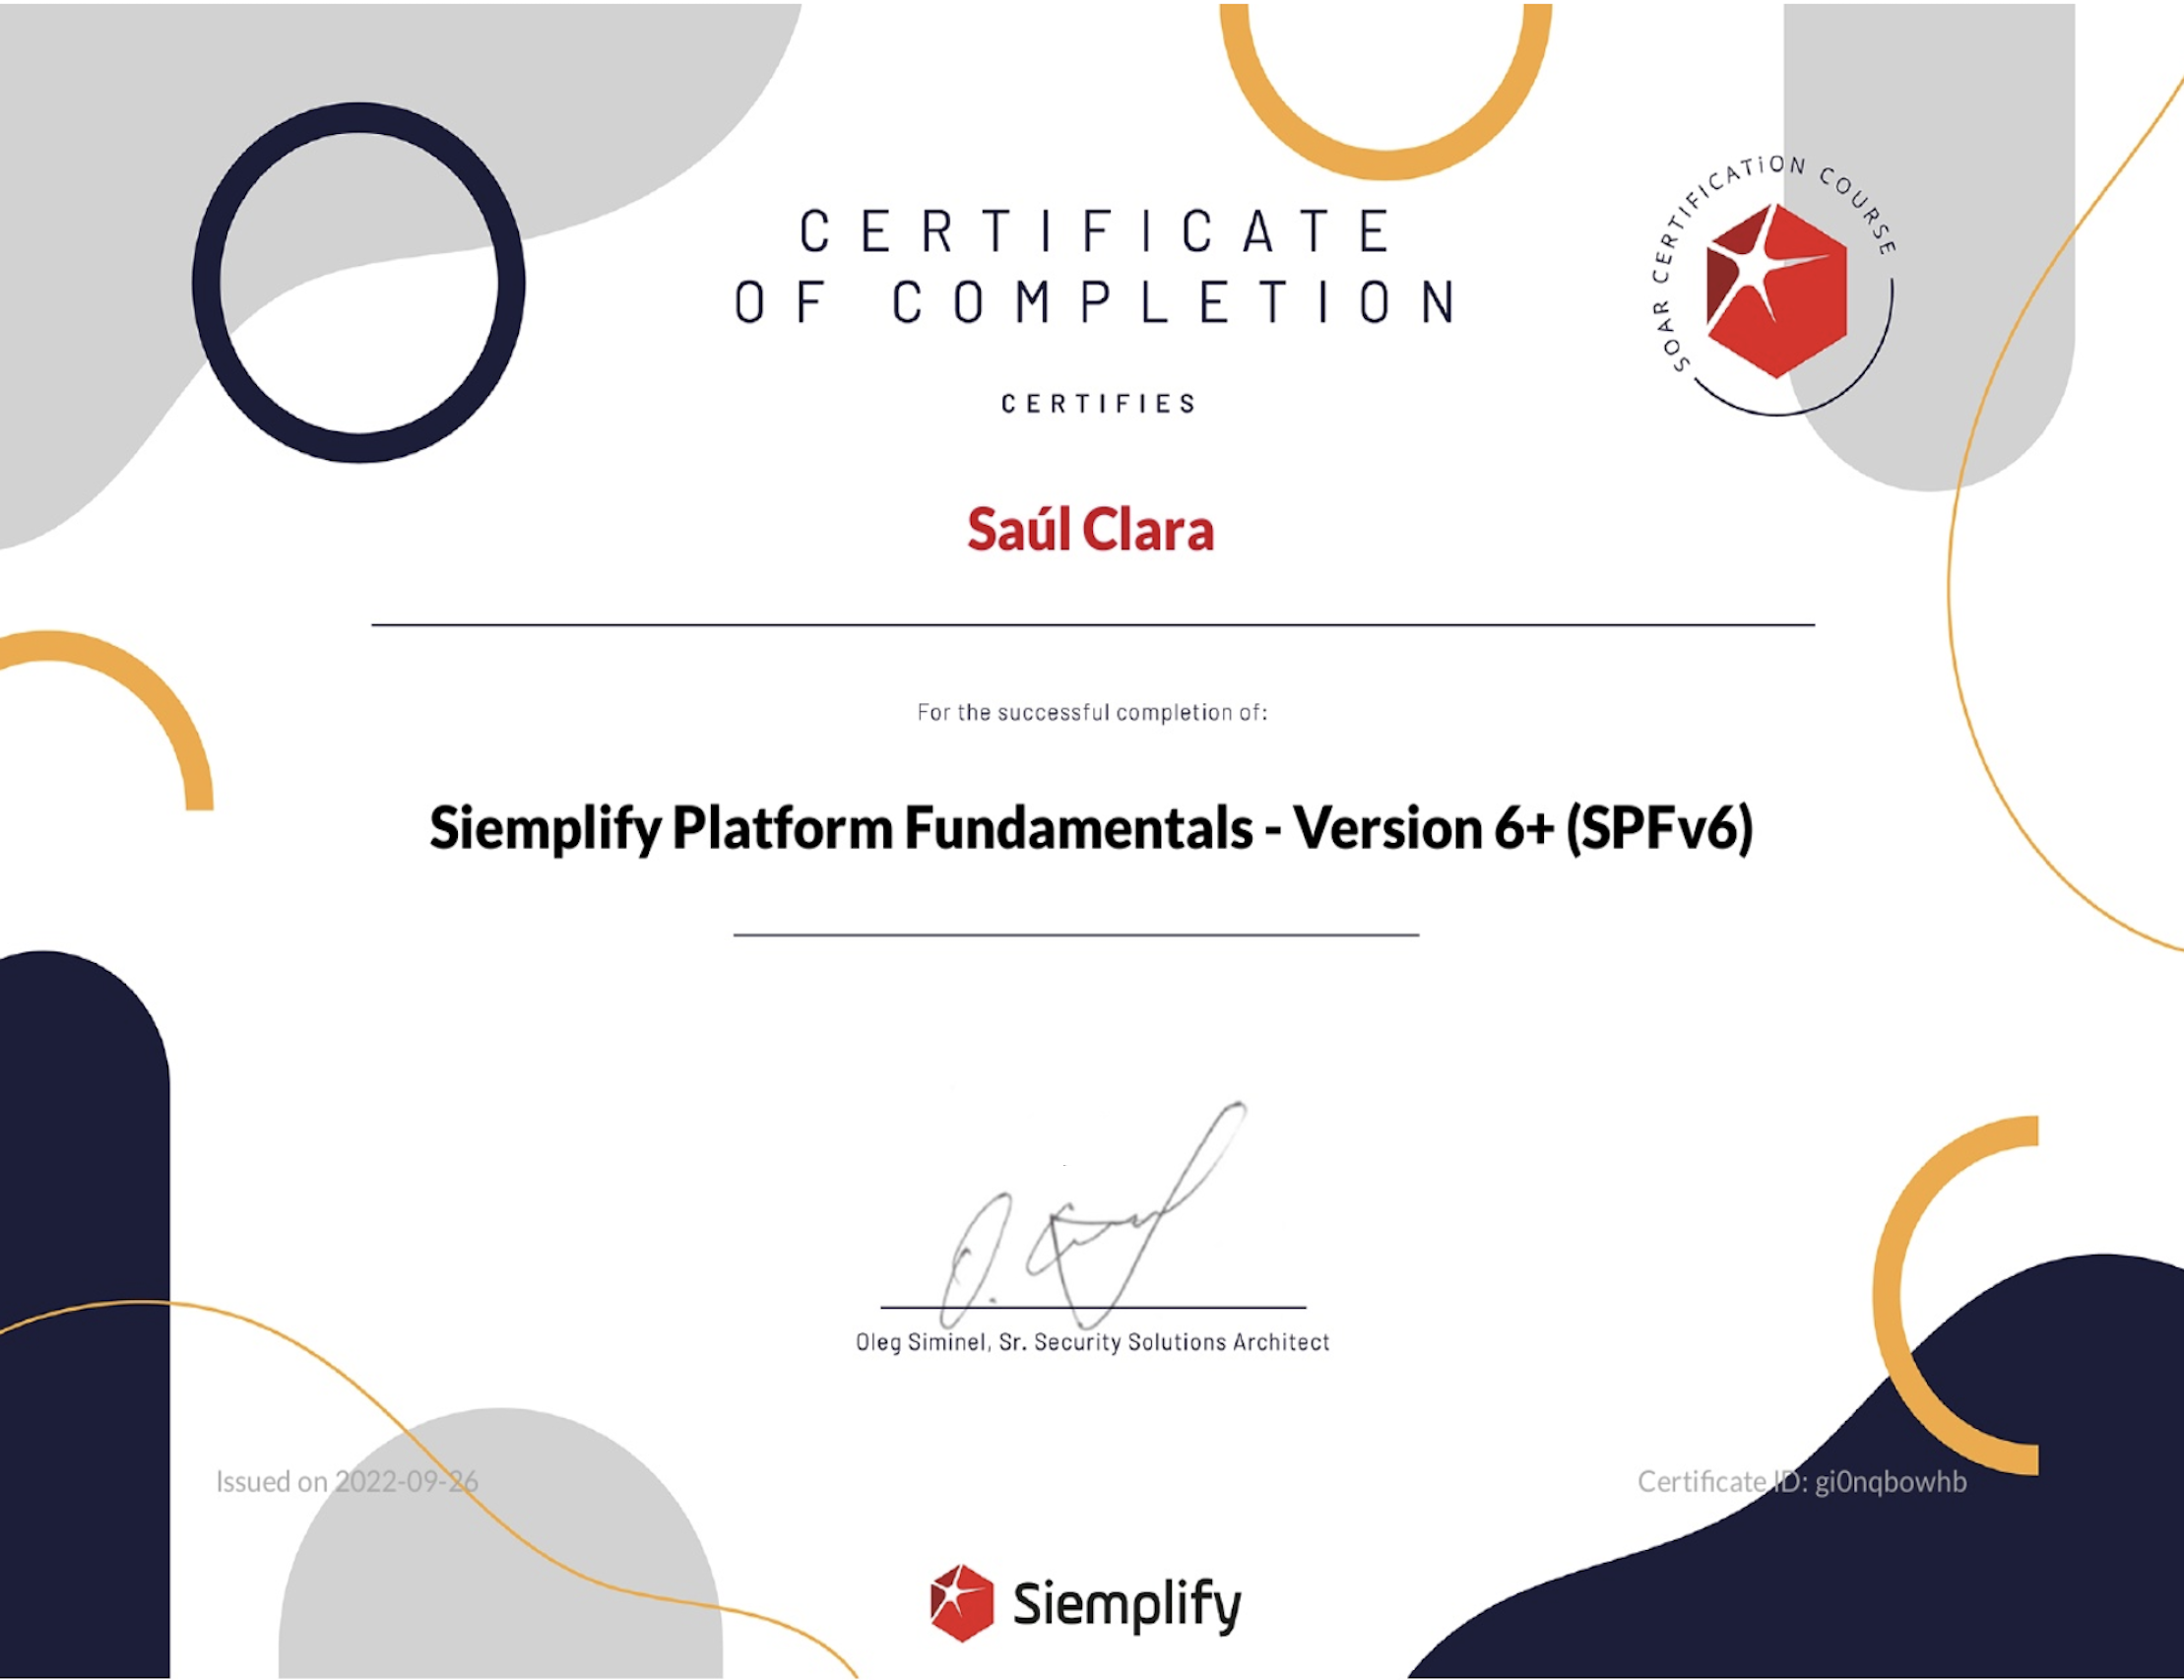 CERTIFICATE
OF COMPLETION
SOAR CERTIFICATiON COURSE
CERTIFIES
Saúl Clara
For the successful completion of:
Siemplify Platform Fundamentals - Version 6+ (SPFv6)
Oleg Siminel, Sr. Security Solutions Architect
Issued on 2022-09-26
Certificate ID: gi0nqbowhb
Siemplify